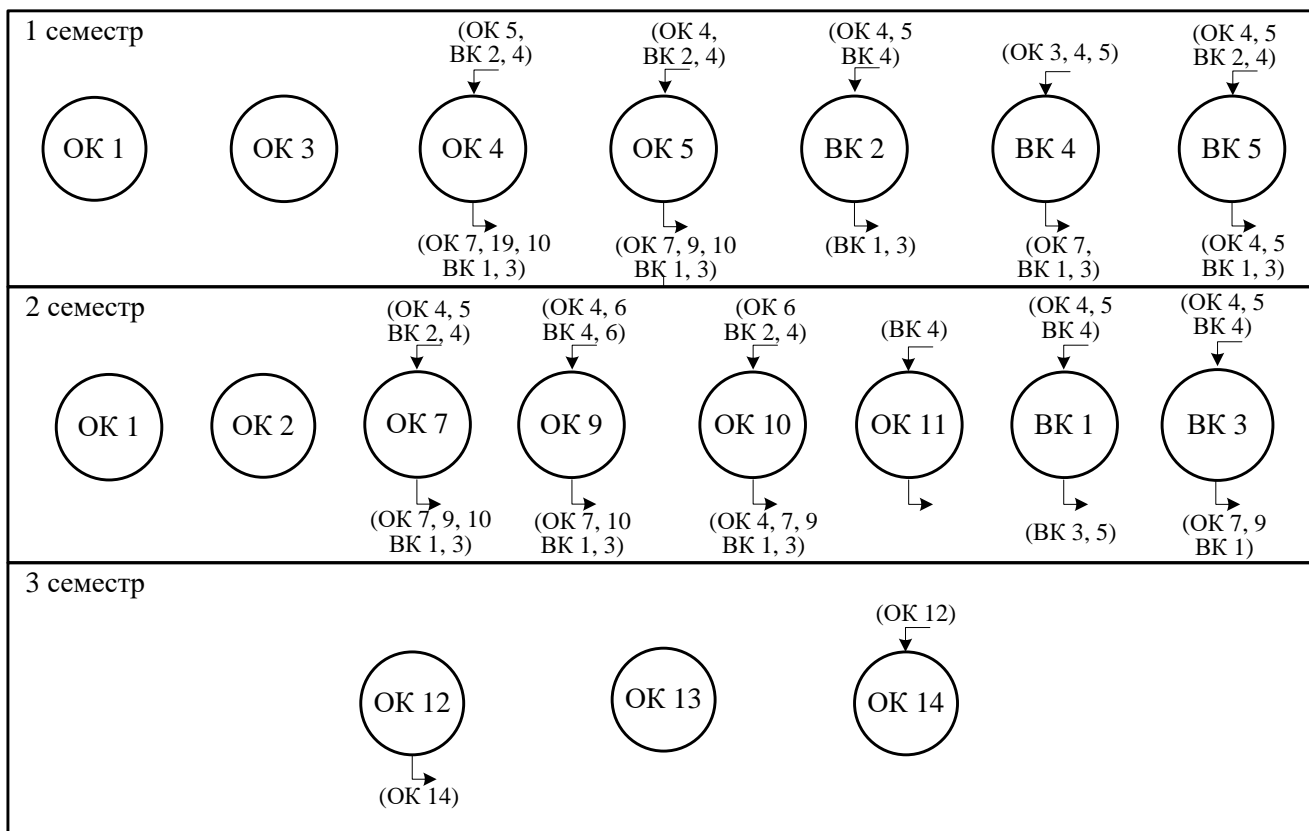 1 семестр
(ОК 5,
ВК 2, 4)
(ОК 4,
ВК 2, 4)
(ОК 4, 5
ВК 4)
(ОК 3, 4, 5)
(ОК 4, 5
ВК 2, 4)
ОК 1
ОК 3
ОК 4
ОК 5
ВК 2
ВК 4
ВК 5
(ОК 7, 19, 10
ВК 1, 3)
(ОК 7, 9, 10
ВК 1, 3)
(ВК 1, 3)
(ОК 7,
ВК 1, 3)
(ОК 4, 5
ВК 1, 3)
2 семестр
(ОК 4, 5
ВК 2, 4)
(ОК 4, 6
ВК 4, 6)
(ОК 6
ВК 2, 4)
(ВК 4)
(ОК 4, 5
ВК 4)
(ОК 4, 5
ВК 4)
ОК 1
ОК 2
ОК 7
ОК 9
ОК 10
ОК 11
ВК 1
ВК 3
(ОК 7, 9, 10
ВК 1, 3)
(ОК 7, 10
ВК 1, 3)
(ОК 4, 7, 9
ВК 1, 3)
(ВК 3, 5)
(ОК 7, 9
ВК 1)
3 семестр
(ОК 12)
ОК 12
ОК 13
ОК 14
(ОК 14)